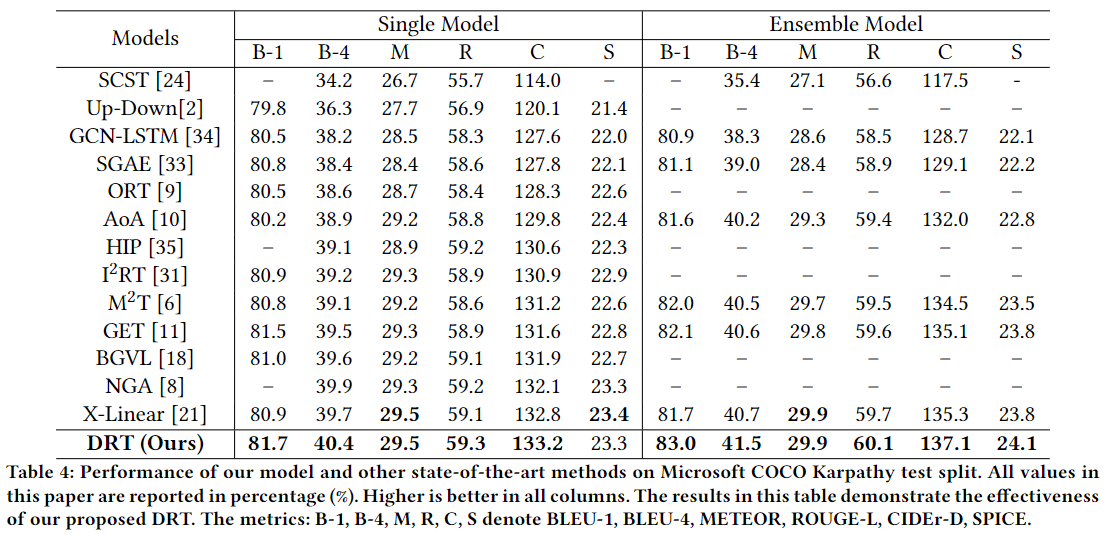 Models Single Model Ensemble Model
B-1 B-4 M R C S B-1 B-4 M R C S
SCST [24] – 34.2 26.7 55.7 114.0 – – 35.4 27.1 56.6 117.5 -
Up-Down[2] 79.8 36.3 27.7 56.9 120.1 21.4 – – – – – –
GCN-LSTM [34] 80.5 38.2 28.5 58.3 127.6 22.0 80.9 38.3 28.6 58.5 128.7 22.1
SGAE [33] 80.8 38.4 28.4 58.6 127.8 22.1 81.1 39.0 28.4 58.9 129.1 22.2
ORT [9] 80.5 38.6 28.7 58.4 128.3 22.6 – – – – – –
AoA [10] 80.2 38.9 29.2 58.8 129.8 22.4 81.6 40.2 29.3 59.4 132.0 22.8
HIP [35] – 39.1 28.9 59.2 130.6 22.3 – – – – – –
I²RT [31] 80.9 39.2 29.3 58.9 130.9 22.9 – – – – – –
M²T [6] 80.8 39.1 29.2 58.6 131.2 22.6 82.0 40.5 29.7 59.5 134.5 23.5
GET [11] 81.5 39.5 29.3 58.9 131.6 22.8 82.1 40.6 29.8 59.6 135.1 23.8
BGVL [18] 81.0 39.6 29.2 59.1 131.9 22.7 – – – – – –
NGA [8] – 39.9 29.3 59.2 132.1 23.3 – – – – – –
X-Linear [21] 80.9 39.7 29.5 59.1 132.8 23.4 81.7 40.7 29.9 59.7 135.3 23.8
DRT (Ours) 81.7 40.4 29.5 59.3 133.2 23.3 83.0 41.5 29.9 60.1 137.1 24.1
Table 4: Performance of our model and other state-of-the-art methods on Microsoft COCO Karpathy test split. All values in
this paper are reported in percentage (%). Higher is better in all columns. The results in this table demonstrate the effectiveness
of our proposed DRT. The metrics: B-1, B-4, M, R, C, S denote BLEU-1, BLEU-4, METEOR, ROUGE-L, CIDEr-D, SPICE.